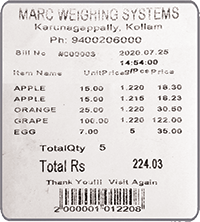 MARC WEIGHING SYSTEMS
Karunagappally, Kollam
Ph: 9400206000
Bill No #C00003 2020.07.25
14:54:00
Item Name UnitPrice Price
APPLE 15.00 1.220 18.30
APPLE 15.00 1.215 18.23
ORANGE 25.00 1.220 30.50
GRAPE 100.00 1.220 122.00
EGG 7.00 5 35.00
TotalQty 5
Total Rs 224.03
Thank You!!! Visit Again
2000001012208